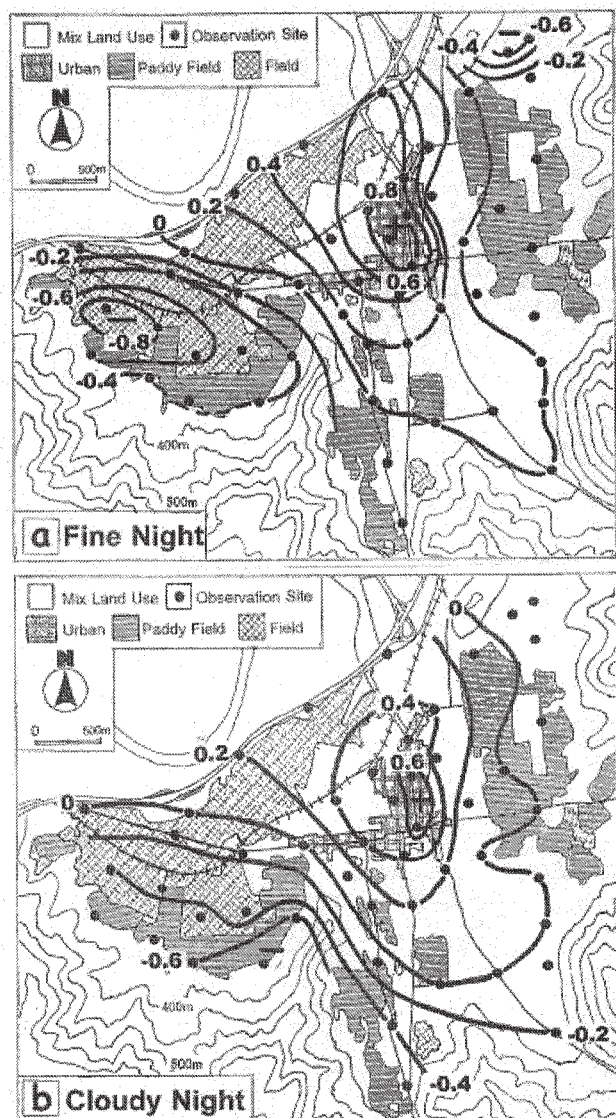 Mix Land Use Observation Site
Urban Paddy Field Field
N
0 500m
-0.6
-0.4
-0.2
0.4
0.8
0.2
0
-0.2
-0.6
0.6
-0.8
-0.4
400m
500m
a Fine Night
Mix Land Use Observation Site
Urban Paddy Field Field
N
0 500m
0
0.4
0.2
0.6
0
-0.6
400m
-0.2
500m
-0.4
b Cloudy Night